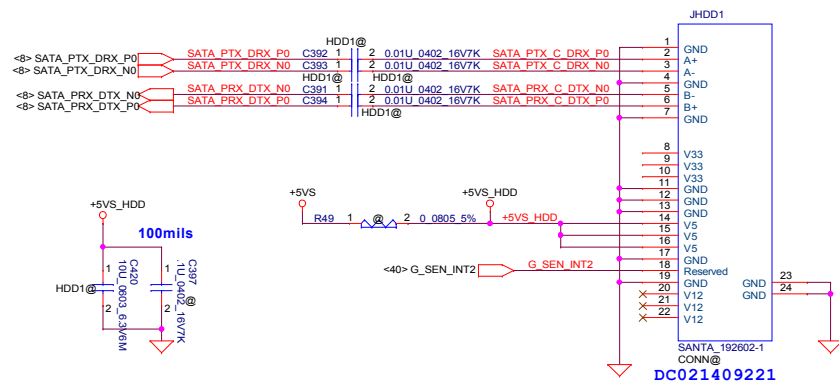 JHDD1
<8> SATA_PTX_DRX_P0 SATA_PTX_DRX_P0 C392 1 HDD1@ 2 0.01U_0402_16V7K SATA_PTX_C_DRX_P0
<8> SATA_PTX_DRX_N0 SATA_PTX_DRX_N0 C393 1 HDD1@ 2 0.01U_0402_16V7K SATA_PTX_C_DRX_N0
<8> SATA_PRX_DTX_N0 SATA_PRX_DTX_N0 C391 1 HDD1@ 2 0.01U_0402_16V7K SATA_PRX_C_DTX_N0
<8> SATA_PRX_DTX_P0 SATA_PRX_DTX_P0 C394 1 HDD1@ 2 0.01U_0402_16V7K SATA_PRX_C_DTX_P0
1 GND
2 A+
3 A-
4 GND
5 B-
6 B+
7 GND
8 V33
9 V33
10 V33
11 GND
12 GND
13 GND
14 V5
15 V5
16 V5
17 GND
18 Reserved
19 GND
20 V12
21 V12
22 V12
GND 23
GND 24
+5VS
+5VS_HDD
R49 1 @ 2 0_0805_5% +5VS_HDD
<40> G_SEN_INT2 G_SEN_INT2
+5VS_HDD
100mils
HDD1@ 1 2 C420 10U_0603_6.3V6M
1 2 @ C397 .1U_0402_16V7K
SANTA_192602-1
CONN@
DC021409221